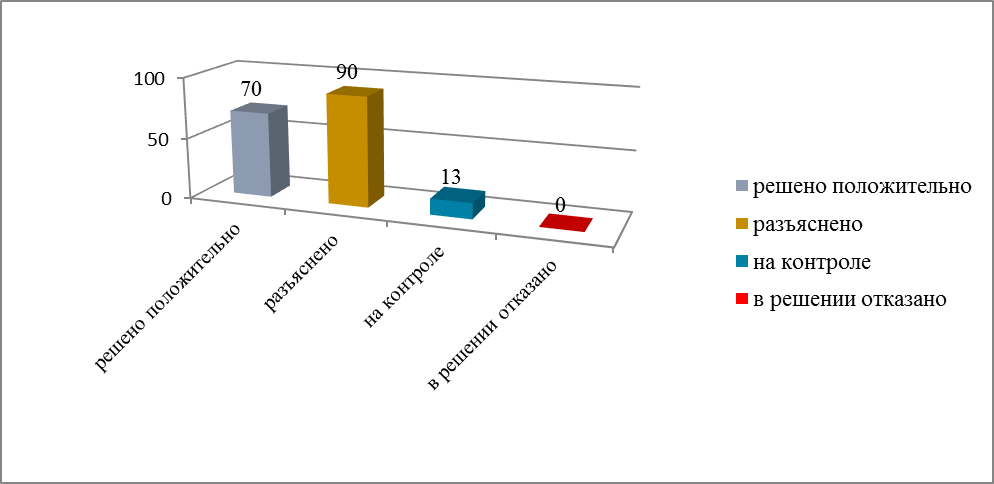 100
50
0
70
90
13
0
решено положительно
разъяснено
на контроле
в решении отказано
решено положительно
разъяснено
на контроле
в решении отказано